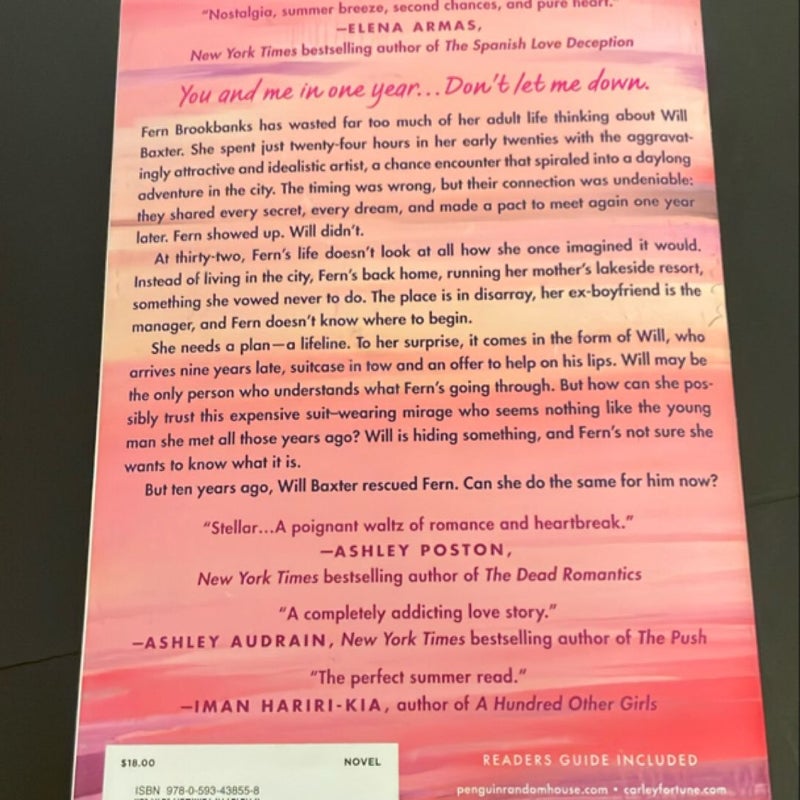 "Nostalgia, summer breeze, second chances, and pure heart."
—ELENA ARMAS,
New York Times bestselling author of The Spanish Love Deception
You and me in one year...Don't let me down.
Fern Brookbanks has wasted far too much of her adult life thinking about Will
Baxter. She spent just twenty-four hours in her early twenties with the aggravat-
ingly attractive and idealistic artist, a chance encounter that spiraled into a daylong
adventure in the city. The timing was wrong, but their connection was undeniable:
they shared every secret, every dream, and made a pact to meet again one year
later. Fern showed up. Will didn't.
At thirty-two, Fern's life doesn't look at all how she once imagined it would.
Instead of living in the city, Fern's back home, running her mother's lakeside resort,
something she vowed never to do. The place is in disarray, her ex-boyfriend is the
manager, and Fern doesn't know where to begin.
She needs a plan—a lifeline. To her surprise, it comes in the form of Will, who
arrives nine years late, suitcase in tow and an offer to help on his lips. Will may be
the only person who understands what Fern's going through. But how can she pos-
sibly trust this expensive suit-wearing mirage who seems nothing like the young
man she met all those years ago? Will is hiding something, and Fern's not sure she
wants to know what it is.
But ten years ago, Will Baxter rescued Fern. Can she do the same for him now?
"Stellar...A poignant waltz of romance and heartbreak."
—ASHLEY POSTON,
New York Times bestselling author of The Dead Romantics
"A completely addicting love story."
—ASHLEY AUDRAIN, New York Times bestselling author of The Push
"The perfect summer read."
—IMAN HARIRI-KIA, author of A Hundred Other Girls
$18.00 NOVEL
READERS GUIDE INCLUDED
ISBN 978-0-593-43855-8
penguinrandomhouse.com • carleyfortune.com